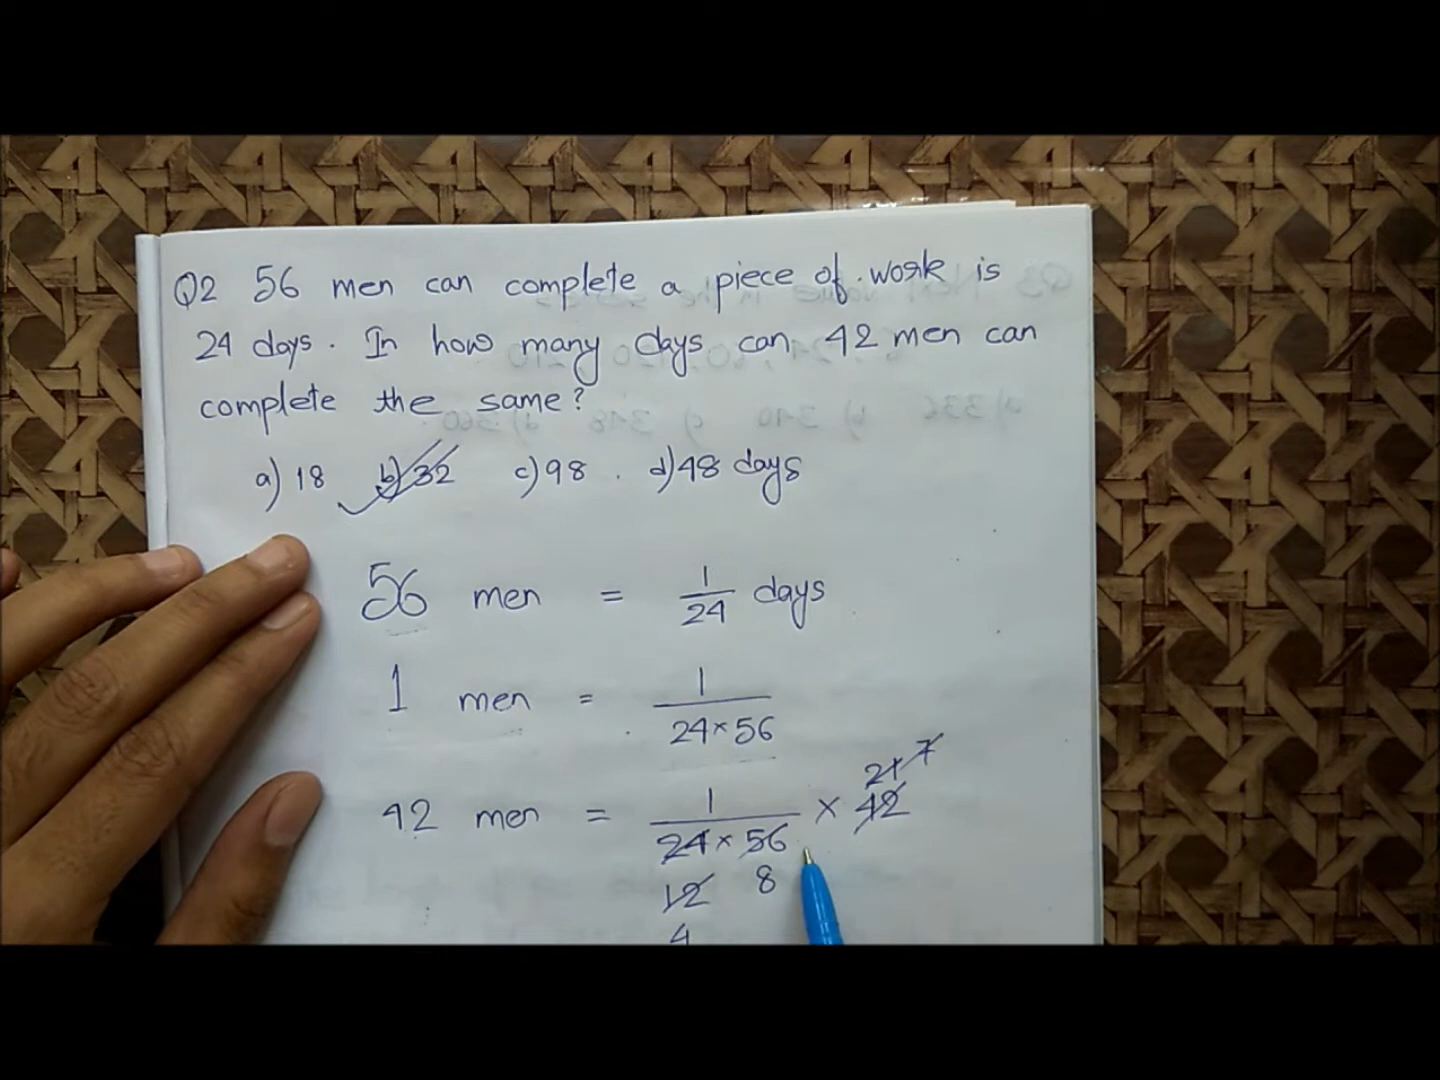 Q2 56 men can complete a piece of work is
24 days. In how many days can 42 men can
complete the same?
a) 18 b) 32 c) 98 . d) 48 days
56 men = 1/24 days
1 men = 1/24×56
42 men = 1/24×56 × 42
21 7
12 8
4